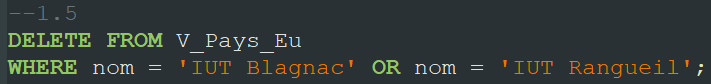 --1.5
DELETE FROM V_Pays_Eu
WHERE nom = 'IUT Blagnac' OR nom = 'IUT Rangueil';